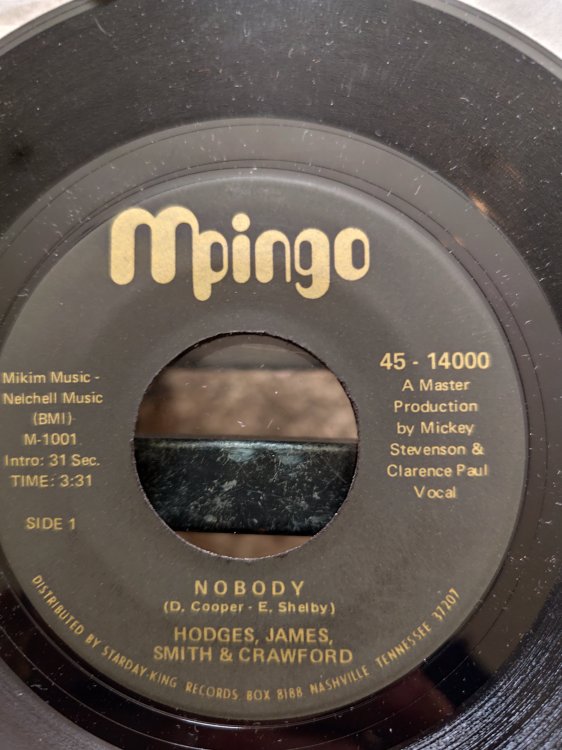 mpingo
Mikim Music -
Nelchell Music
(BMI)
M-1001
Intro: 31 Sec.
TIME: 3:31
SIDE 1
45 - 14000
A Master
Production
by Mickey
Stevenson &
Clarence Paul
Vocal
NOBODY
(D. Cooper - E. Shelby)
HODGES, JAMES,
SMITH & CRAWFORD
DISTRIBUTED BY STARDAY-KING RECORDS BOX 8188 NASHVILLE TENNESSEE 37207